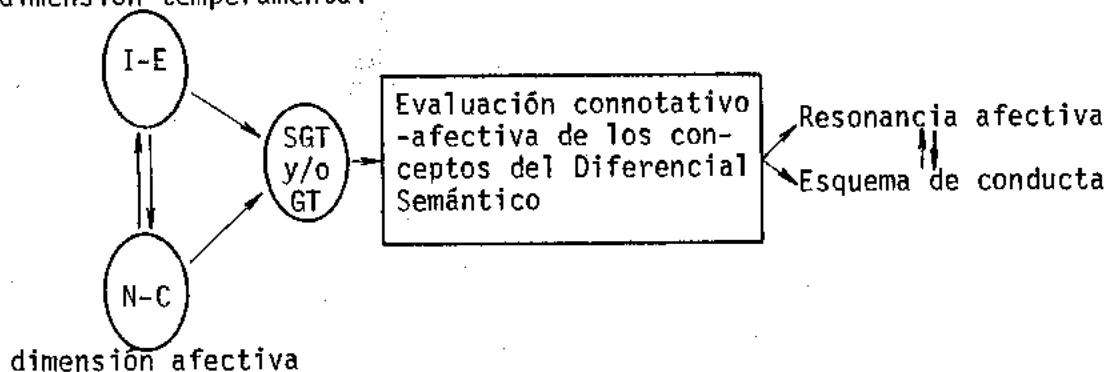 dimensión temperamental
I-E
SGT
y/o
GT
Evaluación connotativo
-afectiva de los con-
ceptos del Diferencial
Semántico
Resonancia afectiva
Esquema de conducta
N-C
dimensión afectiva